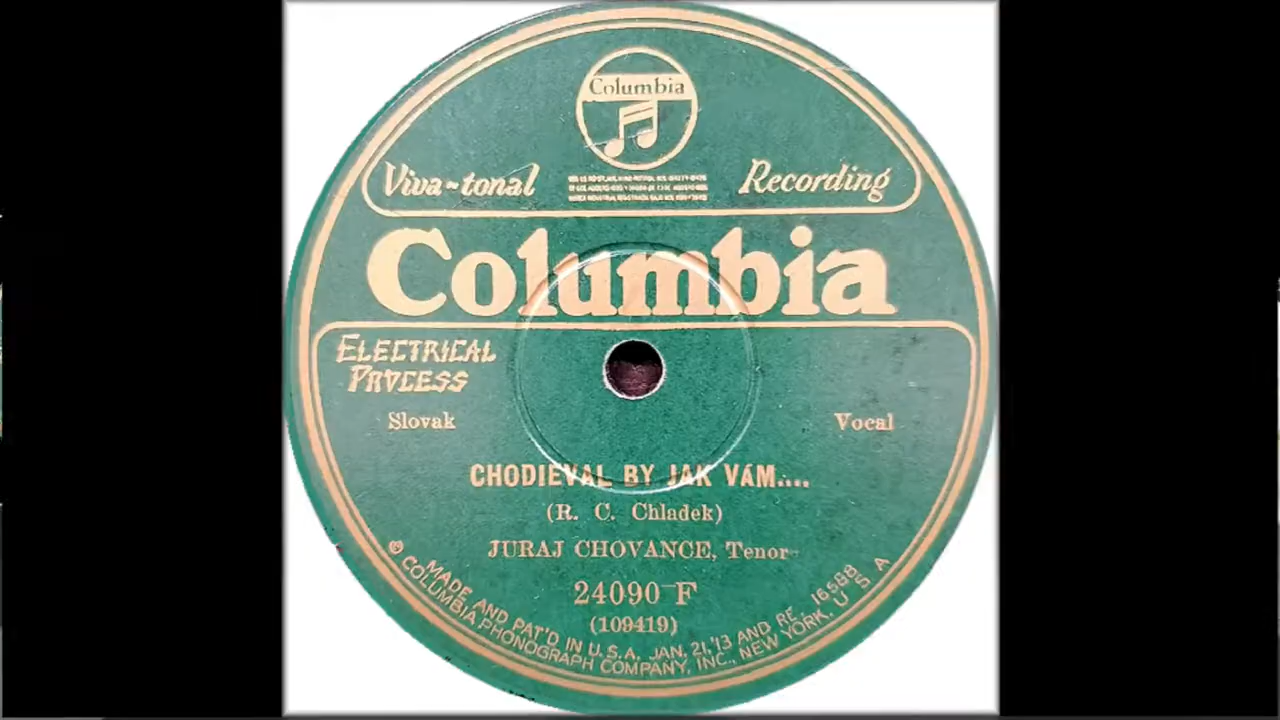 Columbia
Viva-tonal
Recording
Columbia
ELECTRICAL
PROCESS
Slovak
Vocal
CHODIEVAL BY JAK VÁM....
(R. C. Chladek)
JURAJ CHOVANCE, Tenor
24090-F
(109419)
MADE AND PAT'D IN U.S.A. JAN. 21,'13 AND RE. 16588
℗ COLUMBIA PHONOGRAPH COMPANY, INC., NEW YORK, U S A